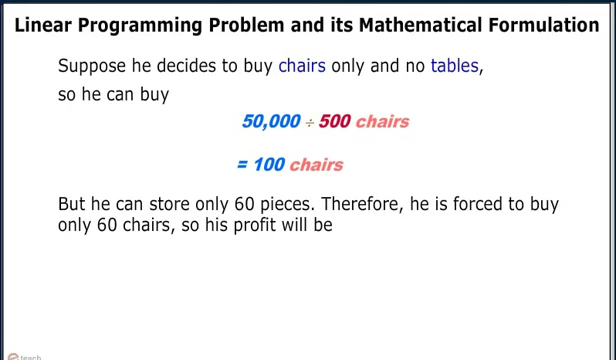 Linear Programming Problem and its Mathematical Formulation
Suppose he decides to buy chairs only and no tables,
so he can buy
50,000 ÷ 500 chairs
= 100 chairs
But he can store only 60 pieces. Therefore, he is forced to buy
only 60 chairs, so his profit will be
e teach